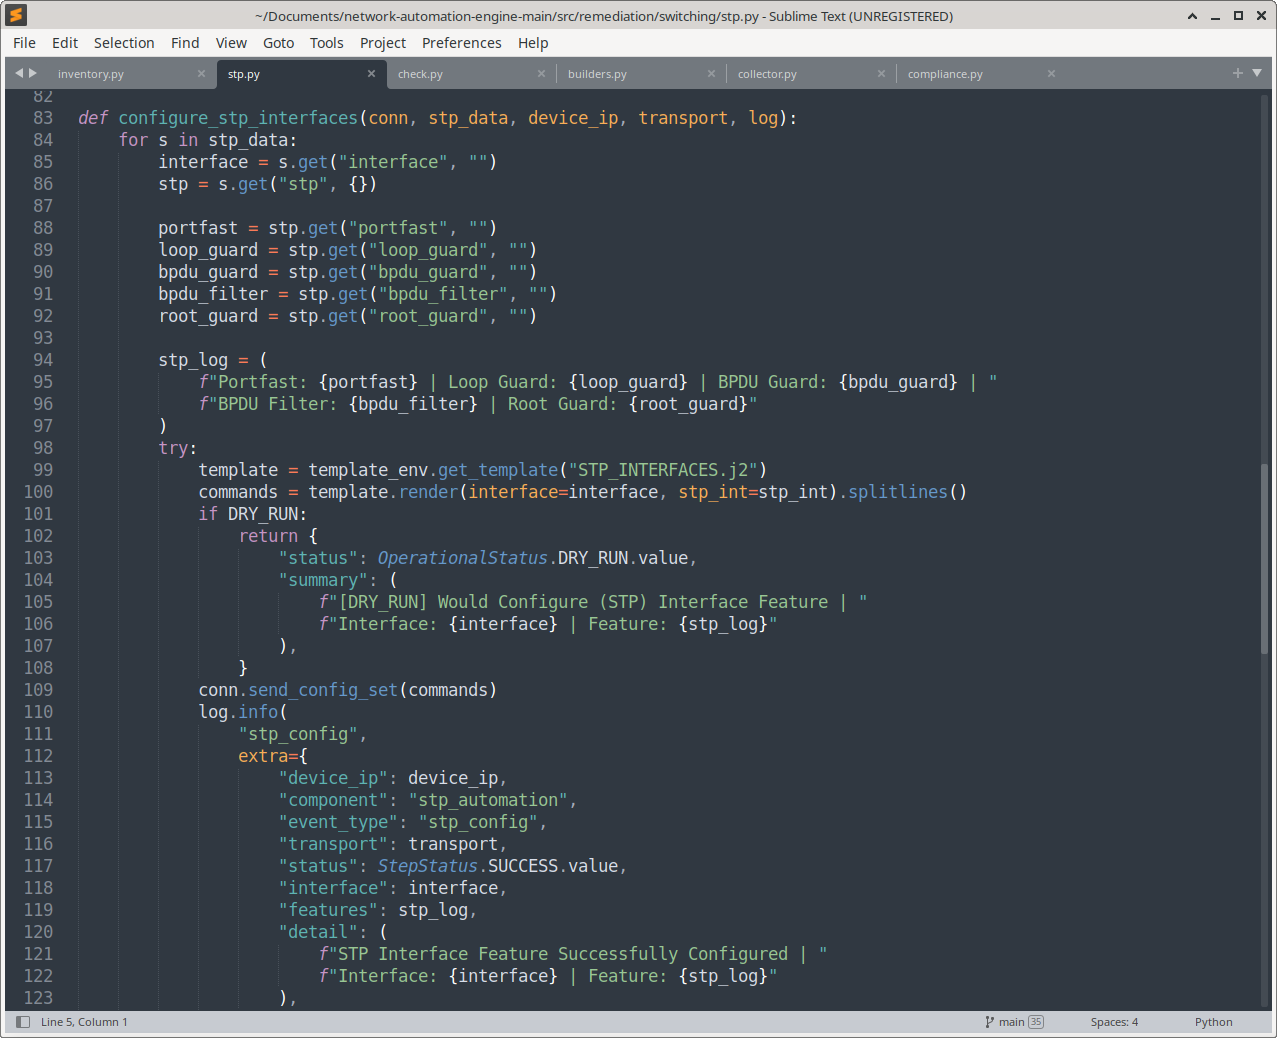 ~/Documents/network-automation-engine-main/src/remediation/switching/stp.py - Sublime Text (UNREGISTERED)
File Edit Selection Find View Goto Tools Project Preferences Help
inventory.py stp.py check.py builders.py collector.py compliance.py
82
83 def configure_stp_interfaces(conn, stp_data, device_ip, transport, log):
84     for s in stp_data:
85         interface = s.get("interface", "")
86         stp = s.get("stp", {})
87
88         portfast = stp.get("portfast", "")
89         loop_guard = stp.get("loop_guard", "")
90         bpdu_guard = stp.get("bpdu_guard", "")
91         bpdu_filter = stp.get("bpdu_filter", "")
92         root_guard = stp.get("root_guard", "")
93
94         stp_log = (
95             f"Portfast: {portfast} | Loop Guard: {loop_guard} | BPDU Guard: {bpdu_guard} | "
96             f"BPDU Filter: {bpdu_filter} | Root Guard: {root_guard}"
97         )
98         try:
99             template = template_env.get_template("STP_INTERFACES.j2")
100             commands = template.render(interface=interface, stp_int=stp_int).splitlines()
101             if DRY_RUN:
102                 return {
103                     "status": OperationalStatus.DRY_RUN.value,
104                     "summary": (
105                         f"[DRY_RUN] Would Configure (STP) Interface Feature | "
106                         f"Interface: {interface} | Feature: {stp_log}"
107                     ),
108                 }
109             conn.send_config_set(commands)
110             log.info(
111                 "stp_config",
112                 extra={
113                     "device_ip": device_ip,
114                     "component": "stp_automation",
115                     "event_type": "stp_config",
116                     "transport": transport,
117                     "status": StepStatus.SUCCESS.value,
118                     "interface": interface,
119                     "features": stp_log,
120                     "detail": (
121                         f"STP Interface Feature Successfully Configured | "
122                         f"Interface: {interface} | Feature: {stp_log}"
123                     ),
Line 5, Column 1 main 35 Spaces: 4 Python